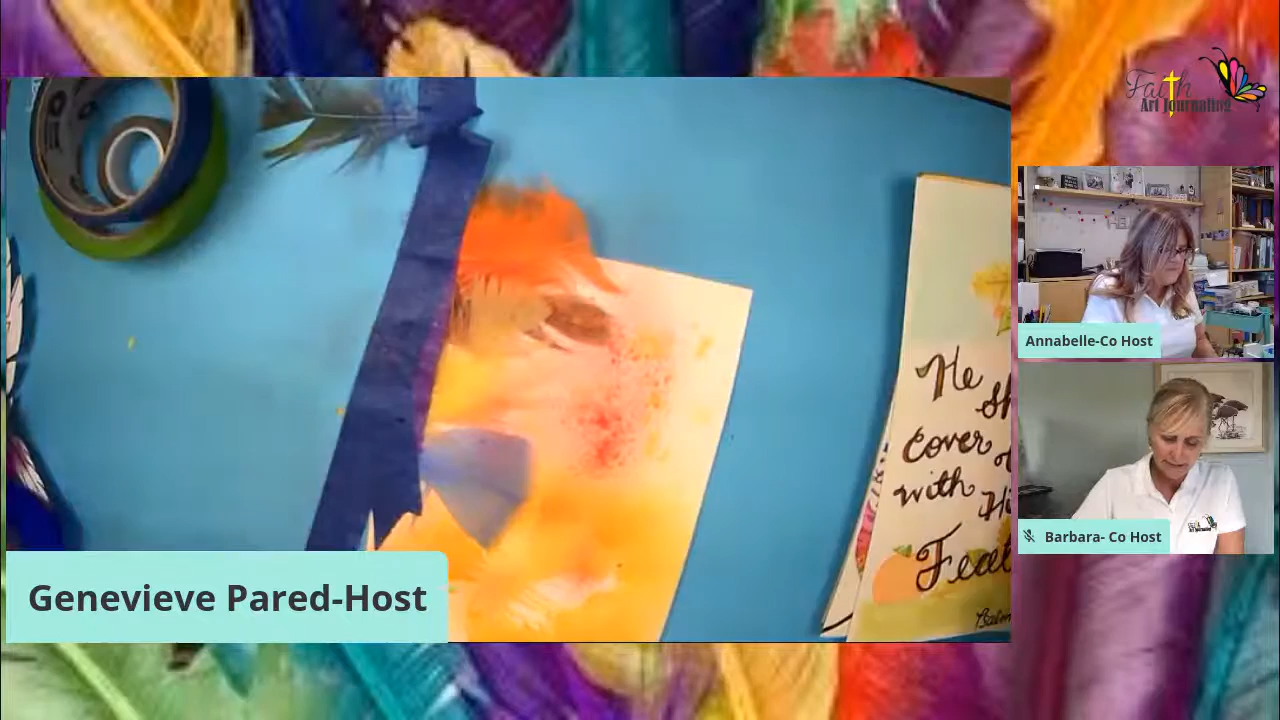 Faith
Art Journaling
He
sh
cover
with Hi
Feat
Annabelle-Co Host
Barbara- Co Host
Genevieve Pared-Host